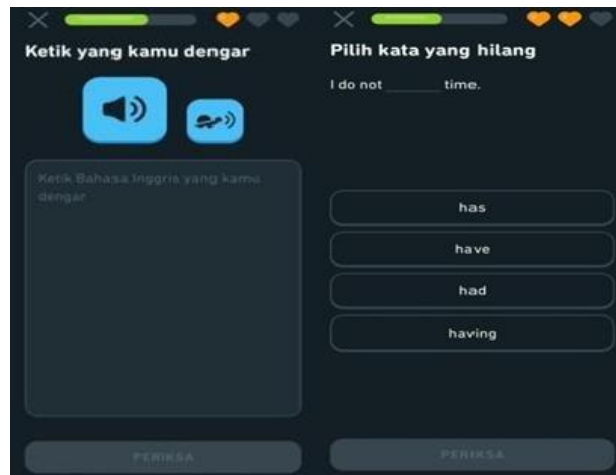 Ketik yang kamu dengar
Ketik Bahasa Inggris yang kamu
dengar
PERIKSA
Pilih kata yang hilang
I do not ______ time.
has
have
had
having
PERIKSA